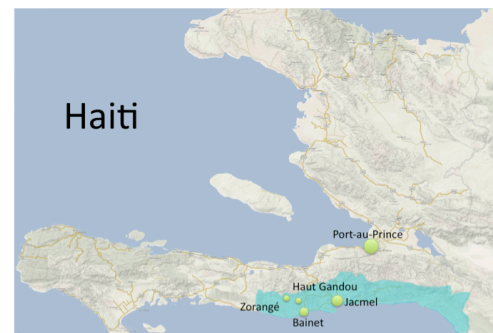 Haiti
Port-au-Prince
Haut Gandou
Zorangé
Jacmel
Bainet